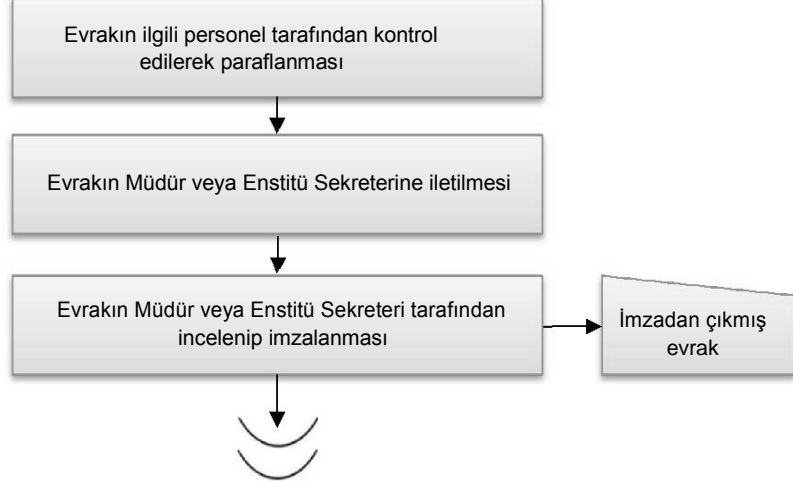 Evrakın ilgili personel tarafından kontrol
edilerek paraflanması
Evrakın Müdür veya Enstitü Sekreterine iletilmesi
Evrakın Müdür veya Enstitü Sekreteri tarafından
incelenip imzalanması
İmzadan çıkmış
evrak